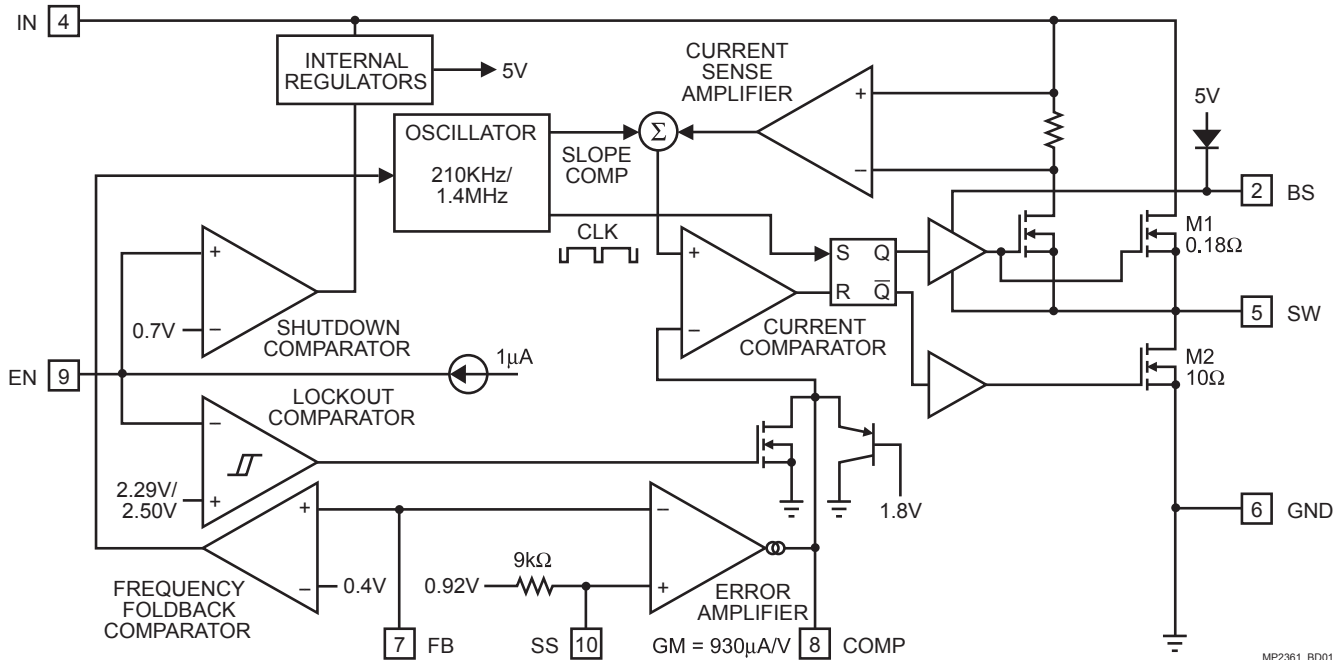 IN 4
INTERNAL
REGULATORS
5V
CURRENT
SENSE
AMPLIFIER
+
−
5V
OSCILLATOR
210KHz/
1.4MHz
Σ
SLOPE
COMP
CLK
2 BS
M1
0.18Ω
+
−
0.7V
SHUTDOWN
COMPARATOR
+
−
CURRENT
COMPARATOR
S Q
R Q̅
5 SW
EN 9
1µA
M2
10Ω
LOCKOUT
COMPARATOR
−
+
2.29V/
2.50V
1.8V
6 GND
+
−
0.4V
FREQUENCY
FOLDBACK
COMPARATOR
9kΩ
0.92V
−
+
ERROR
AMPLIFIER
7 FB
SS 10
GM = 930µA/V 8 COMP
MP2361_BD01